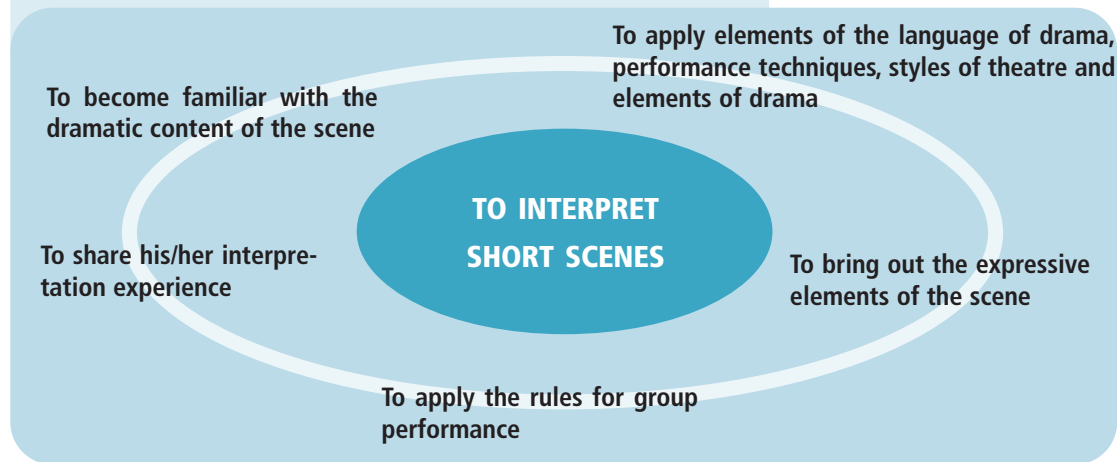 To apply elements of the language of drama,
performance techniques, styles of theatre and
elements of drama
To become familiar with the
dramatic content of the scene
TO INTERPRET
SHORT SCENES
To share his/her interpre-
tation experience
To bring out the expressive
elements of the scene
To apply the rules for group
performance